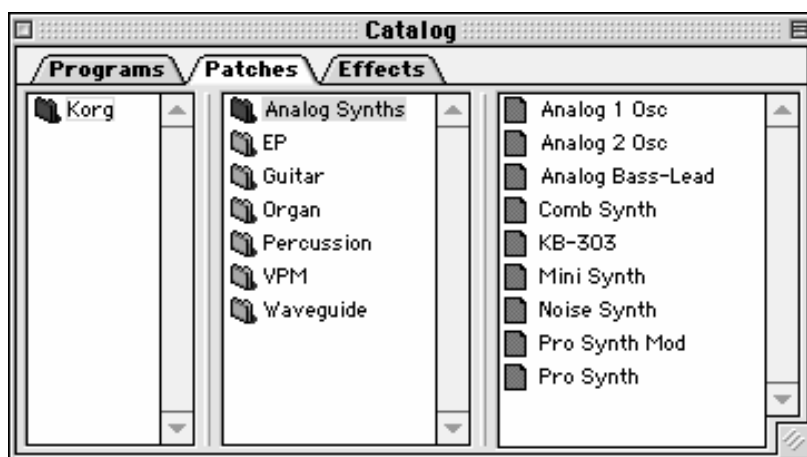 Catalog
Programs
Patches
Effects
Korg
Analog Synths
EP
Guitar
Organ
Percussion
VPM
Waveguide
Analog 1 Osc
Analog 2 Osc
Analog Bass-Lead
Comb Synth
KB-303
Mini Synth
Noise Synth
Pro Synth Mod
Pro Synth